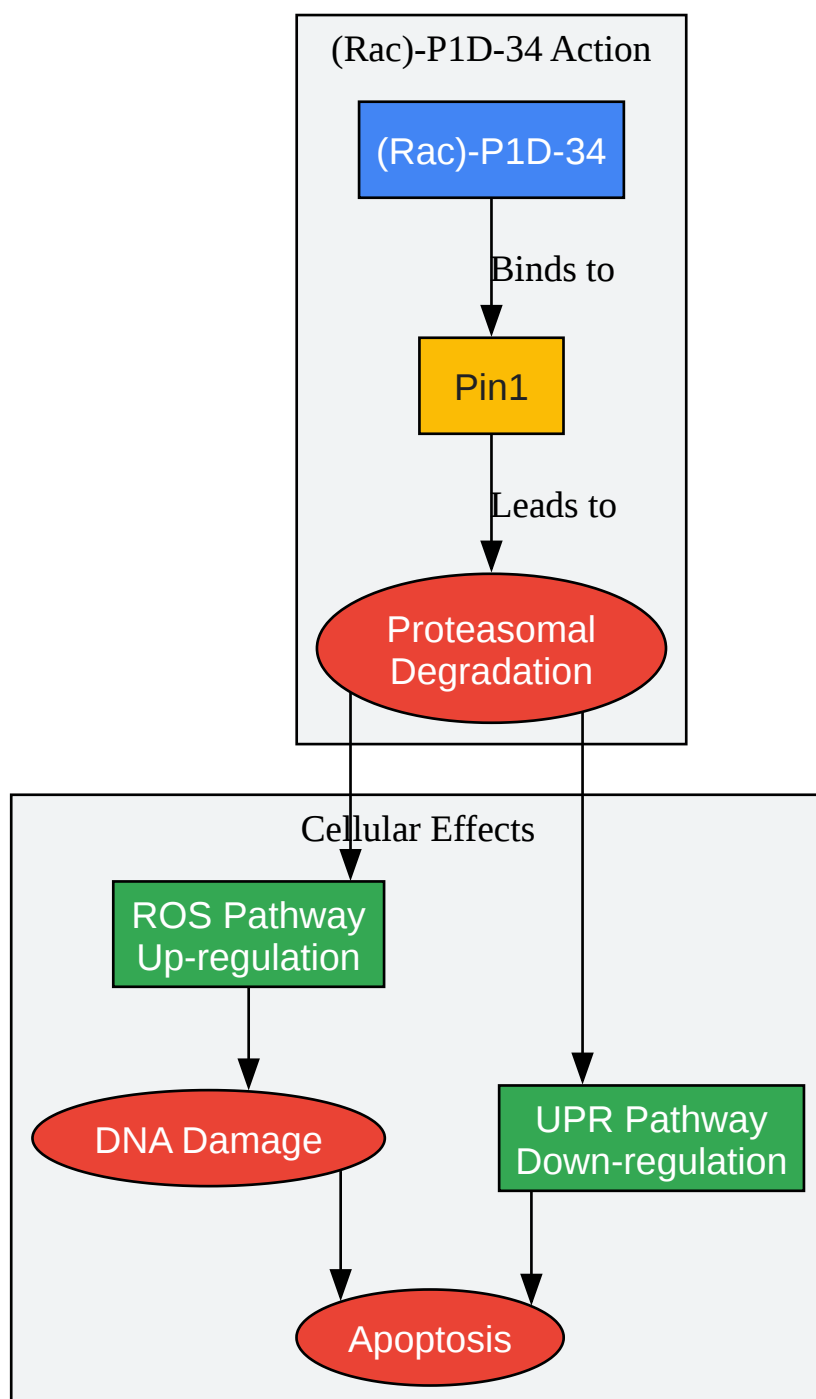 (Rac)-P1D-34 Action
(Rac)-P1D-34
Binds to
Pin1
Leads to
Proteasomal
Degradation
Cellular Effects
ROS Pathway
Up-regulation
DNA Damage
UPR Pathway
Down-regulation
Apoptosis